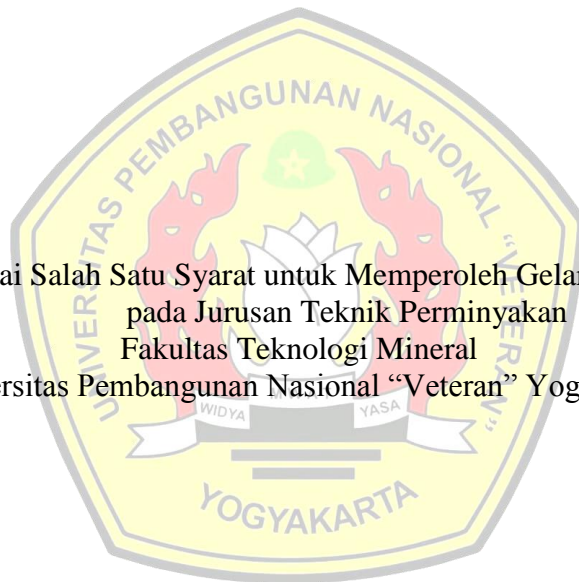 UNIVERSITAS PEMBANGUNAN NASIONAL “VETERAN”
ai Salah Satu Syarat untuk Memperoleh Gela
pada Jurusan Teknik Perminyakan
Fakultas Teknologi Mineral
ersitas Pembangunan Nasional “Veteran” Yog
WIDYA YASA
YOGYAKARTA